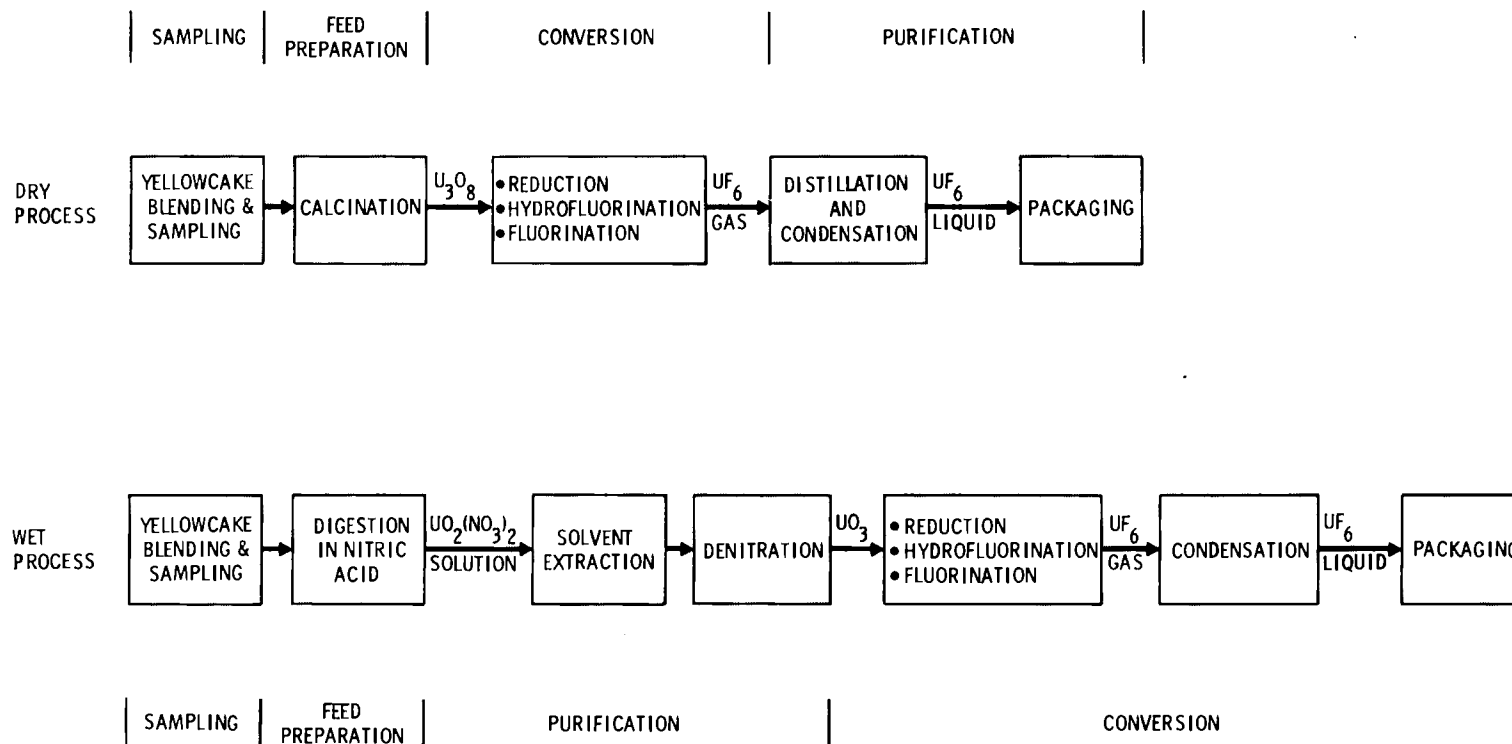 SAMPLING
FEED
PREPARATION
CONVERSION
PURIFICATION
DRY
PROCESS
YELLOWCAKE
BLENDING &
SAMPLING
CALCINATION
U3O8
• REDUCTION
• HYDROFLUORINATION
• FLUORINATION
UF6
GAS
DISTILLATION
AND
CONDENSATION
UF6
LIQUID
PACKAGING
WET
PROCESS
YELLOWCAKE
BLENDING &
SAMPLING
DIGESTION
IN NITRIC
ACID
UO2(NO3)2
SOLUTION
SOLVENT
EXTRACTION
DENITRATION
UO3
• REDUCTION
• HYDROFLUORINATION
• FLUORINATION
UF6
GAS
CONDENSATION
UF6
LIQUID
PACKAGING
SAMPLING
FEED
PREPARATION
PURIFICATION
CONVERSION